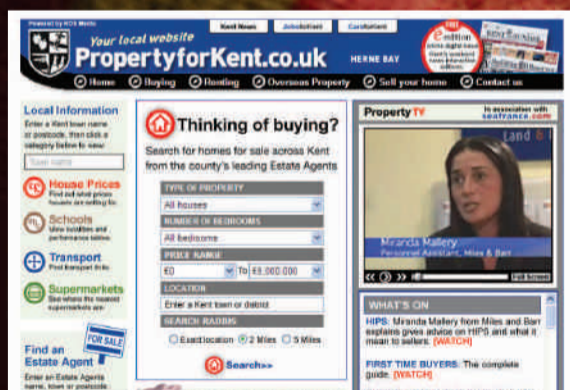 Powered by KOS Media
Kent News
JobsforKent
CarsforKent
Your local website
PropertyforKent.co.uk
HERNE BAY
FREE
e edition
Home
Buying
Renting
Overseas Property
Sell your home
Contact us
Local Information
Enter a Kent town name
or postcode, then click a
category below to view:
Town name
House Prices
Find out what prices
houses are selling for.
Schools
View localities and
performance tables.
Transport
Find transport links.
Supermarkets
See where the nearest
supermarkets are.
FOR SALE
Find an
Estate Agent
Enter an Estate Agents
name, town or postcode
Thinking of buying?
Search for homes for sale across Kent
from the county's leading Estate Agents
TYPE OF PROPERTY
All houses
NUMBER OF BEDROOMS
All bedrooms
PRICE RANGE
£0 To £3,000,000
LOCATION
Enter a Kent town or district
SEARCH RADIUS
Exact location 2 Miles 5 Miles
Search>>
Property TV
In association with
seafrance.com
Land
Miranda Mallery
Personnel Assistant, Miles & Barr
Full Screen
WHAT'S ON
HIPS: Miranda Mallery from Miles and Barr
explains gives advice on HIPS and what it
mean to sellers. [WATCH]
FIRST TIME BUYERS: The complete
guide. [WATCH]